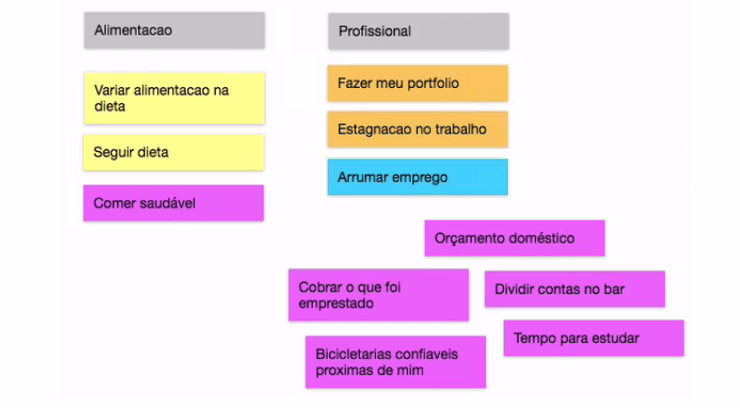 Alimentacao
Variar alimentacao na
dieta
Seguir dieta
Comer saudável
Profissional
Fazer meu portfolio
Estagnacao no trabalho
Arrumar emprego
Orçamento doméstico
Cobrar o que foi
emprestado
Dividir contas no bar
Tempo para estudar
Bicicletarias confiaveis
proximas de mim